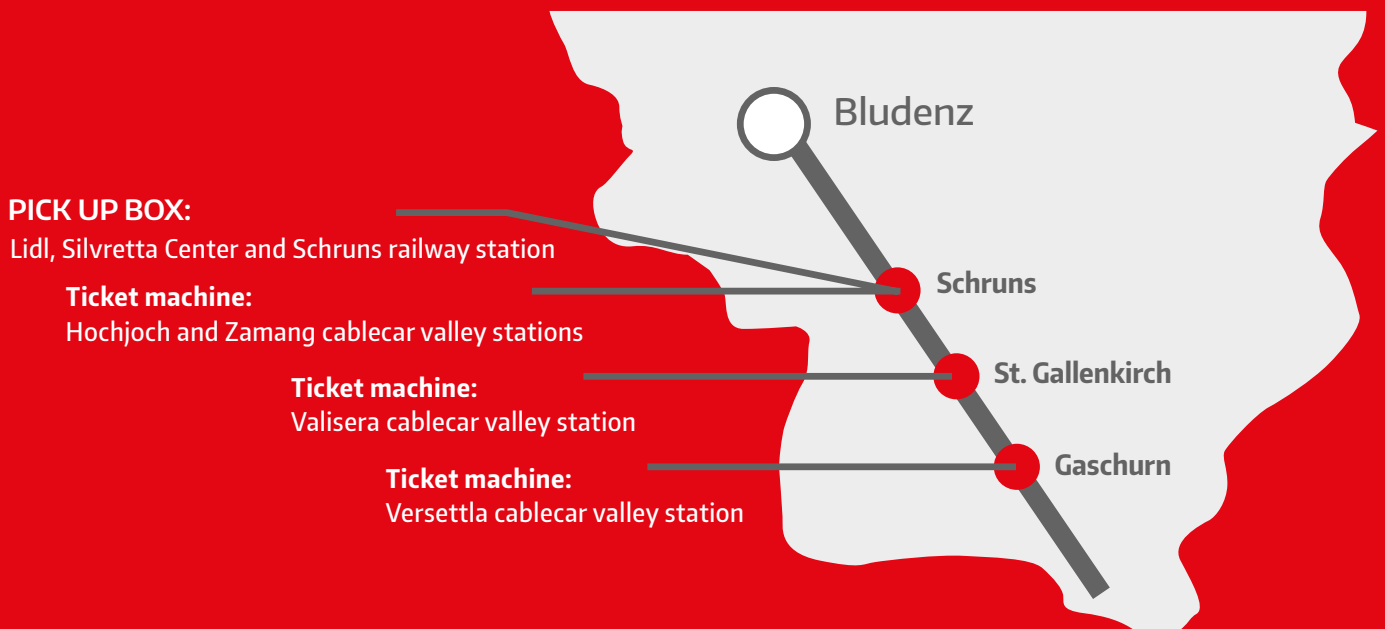 Bludenz
PICK UP BOX:
Lidl, Silvretta Center and Schruns railway station
Schruns
Ticket machine:
Hochjoch and Zamang cablecar valley stations
St. Gallenkirch
Ticket machine:
Valisera cablecar valley station
Gaschurn
Ticket machine:
Versettla cablecar valley station